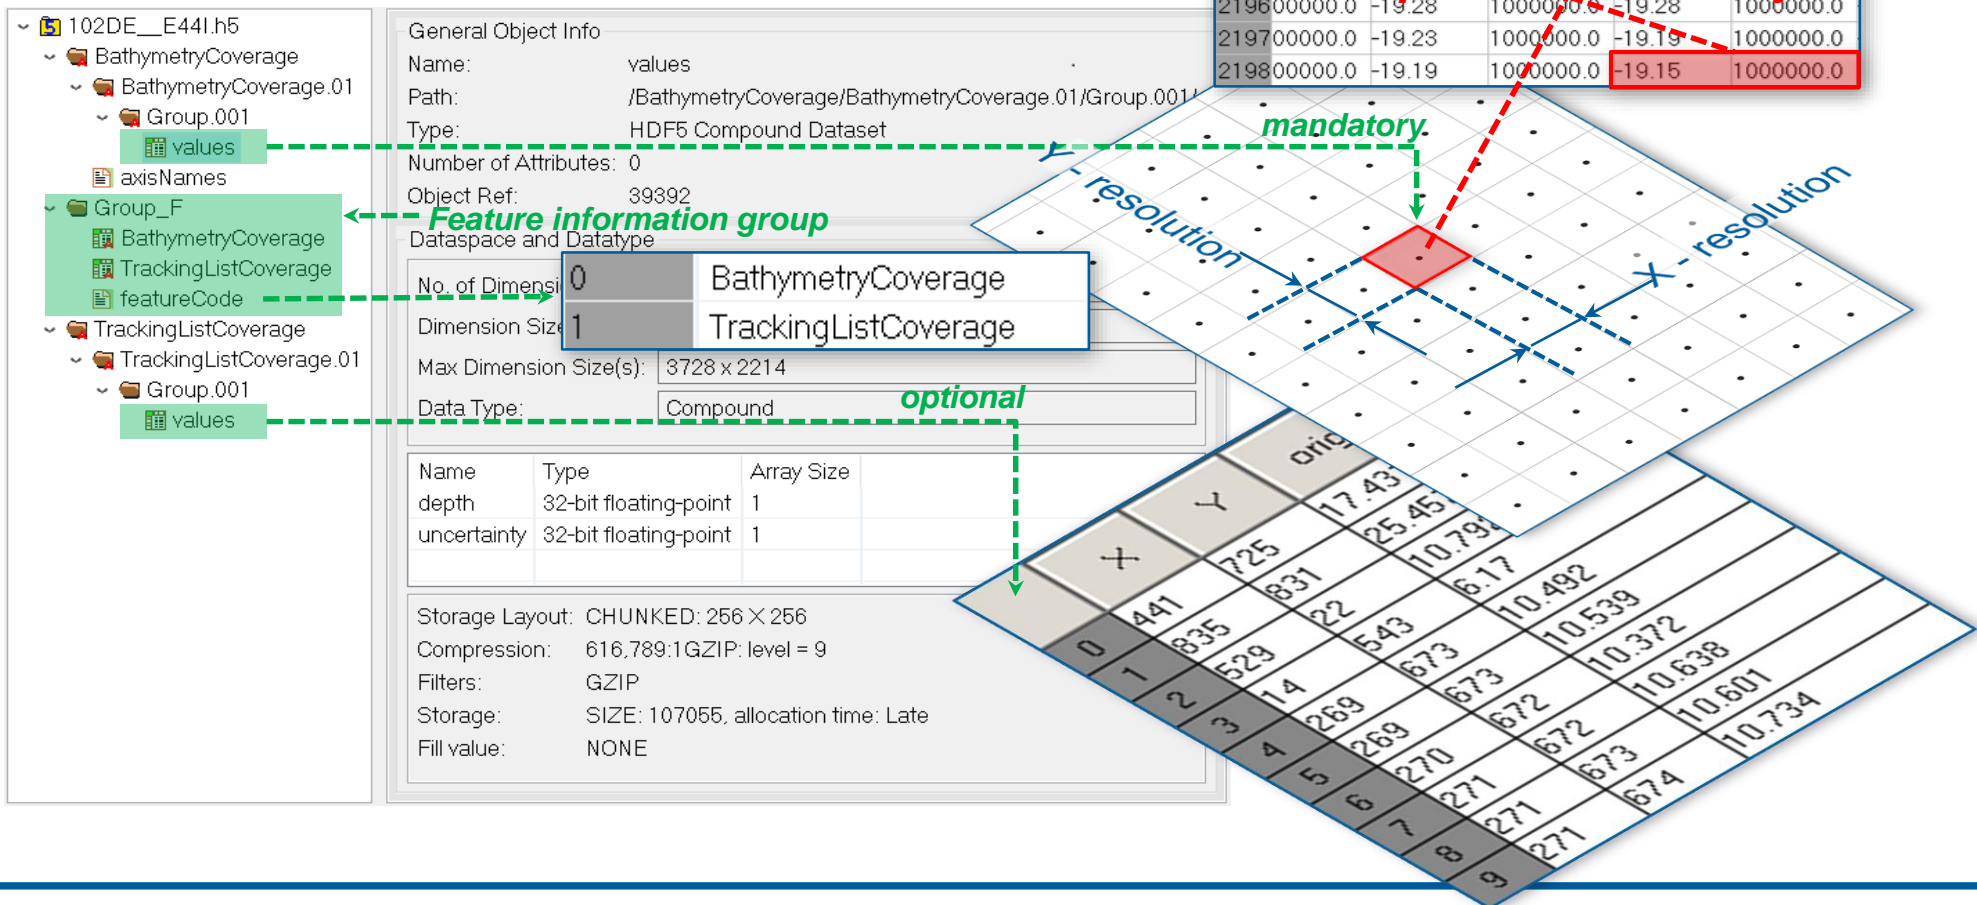 102DE__E44I.h5
BathymetryCoverage
BathymetryCoverage.01
Group.001
values
axisNames
Group_F
BathymetryCoverage
TrackingListCoverage
featureCode
TrackingListCoverage
TrackingListCoverage.01
Group.001
values
General Object Info
Name: values
Path: /BathymetryCoverage/BathymetryCoverage.01/Group.001/
Type: HDF5 Compound Dataset
Number of Attributes: 0
Object Ref: 39392
Feature information group
Dataspace and Datatype
No. of Dimensi
Dimension Size
0 BathymetryCoverage
1 TrackingListCoverage
Max Dimension Size(s): 3728 x 2214
Data Type: Compound
optional
Name Type Array Size
depth 32-bit floating-point 1
uncertainty 32-bit floating-point 1
Storage Layout: CHUNKED: 256 X 256
Compression: 616,789:1GZIP: level = 9
Filters: GZIP
Storage: SIZE: 107055, allocation time: Late
Fill value: NONE
2196 00000.0 -19.28 1000000.0 -19.28 1000000.0
2197 00000.0 -19.23 1000000.0 -19.19 1000000.0
2198 00000.0 -19.19 1000000.0 -19.15 1000000.0
mandatory
Y - resolution
X - resolution
X Y orig
0 441 725 17.43
1 835 831 25.45
2 529 22 10.792
3 14 543 6.17
4 269 673 10.492
5 269 673 10.539
6 270 672 10.372
7 271 672 10.638
8 271 673 10.601
9 271 674 10.734